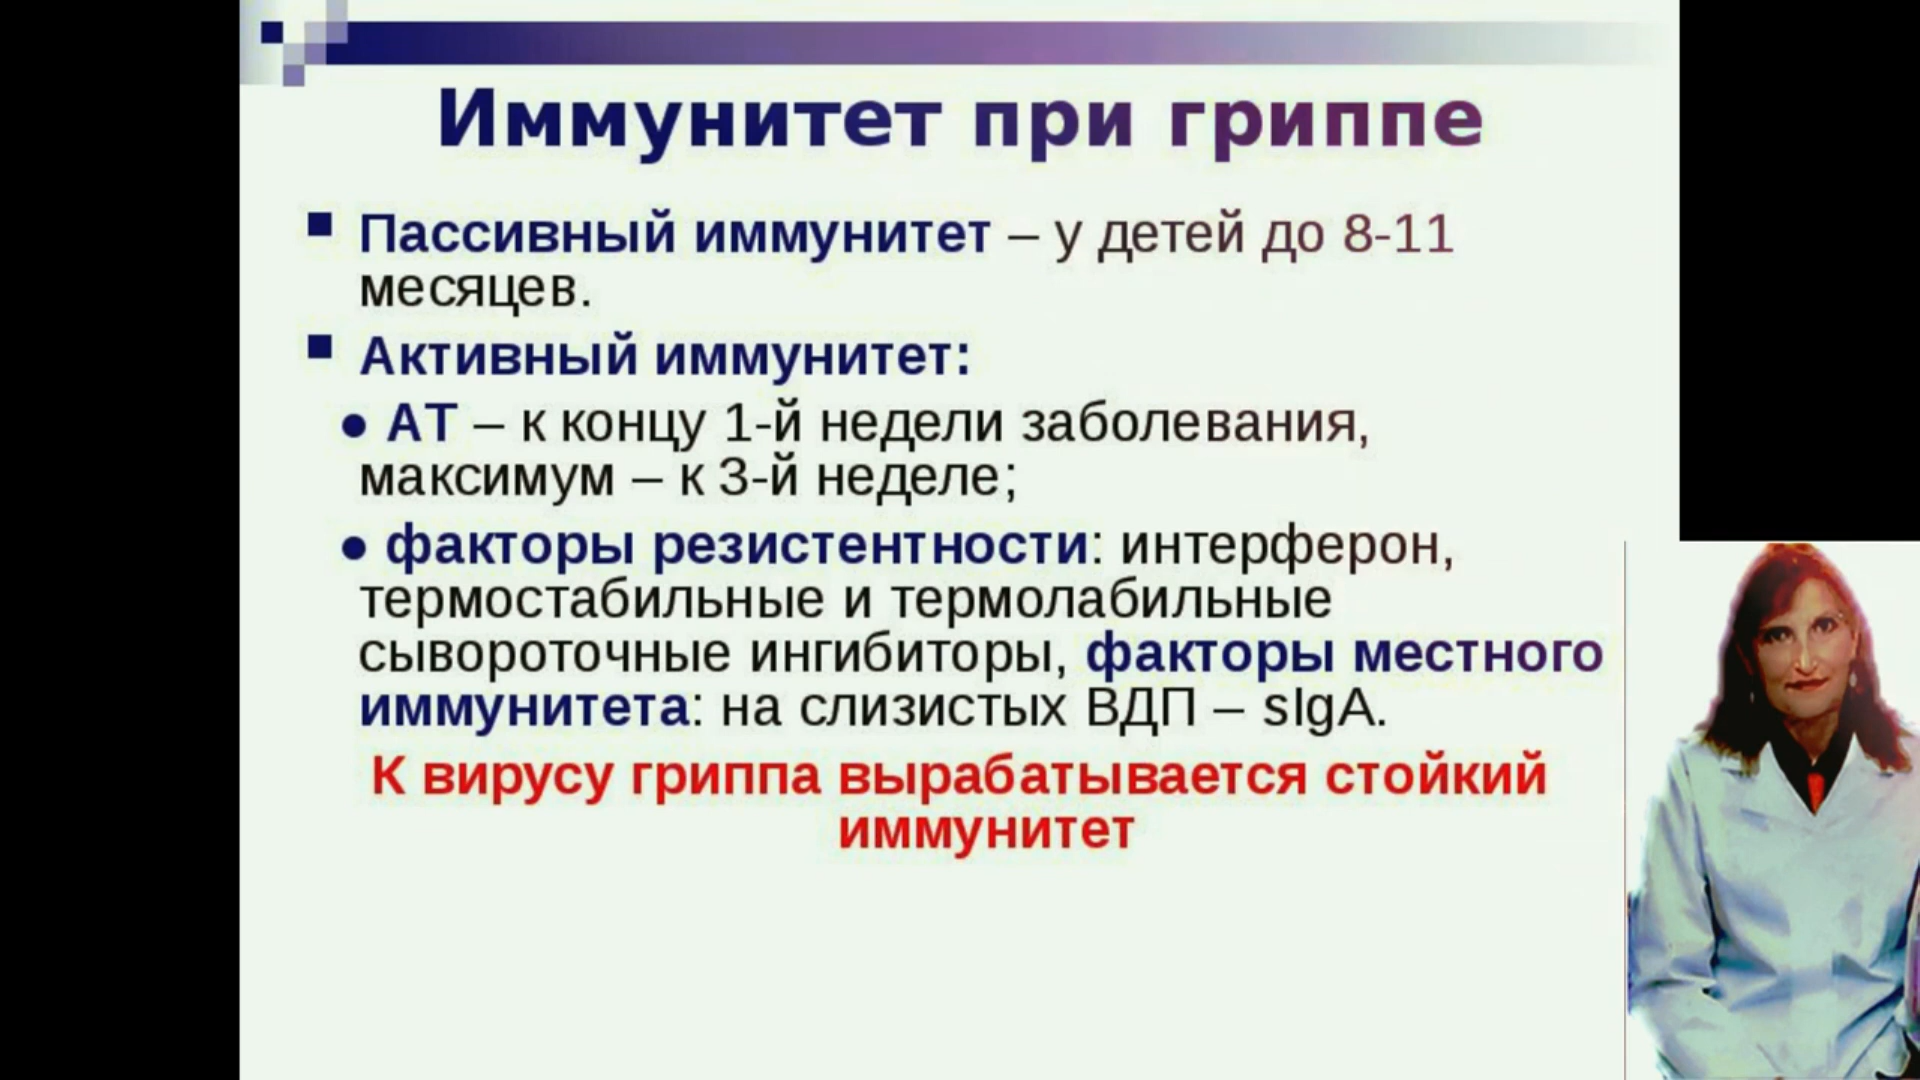 Иммунитет при гриппе
Пассивный иммунитет – у детей до 8-11
месяцев.
Активный иммунитет:
● АТ – к концу 1-й недели заболевания,
максимум – к 3-й неделе;
● факторы резистентности: интерферон,
термостабильные и термолабильные
сывороточные ингибиторы, факторы местного
иммунитета: на слизистых ВДП – sIgA.
К вирусу гриппа вырабатывается стойкий
иммунитет